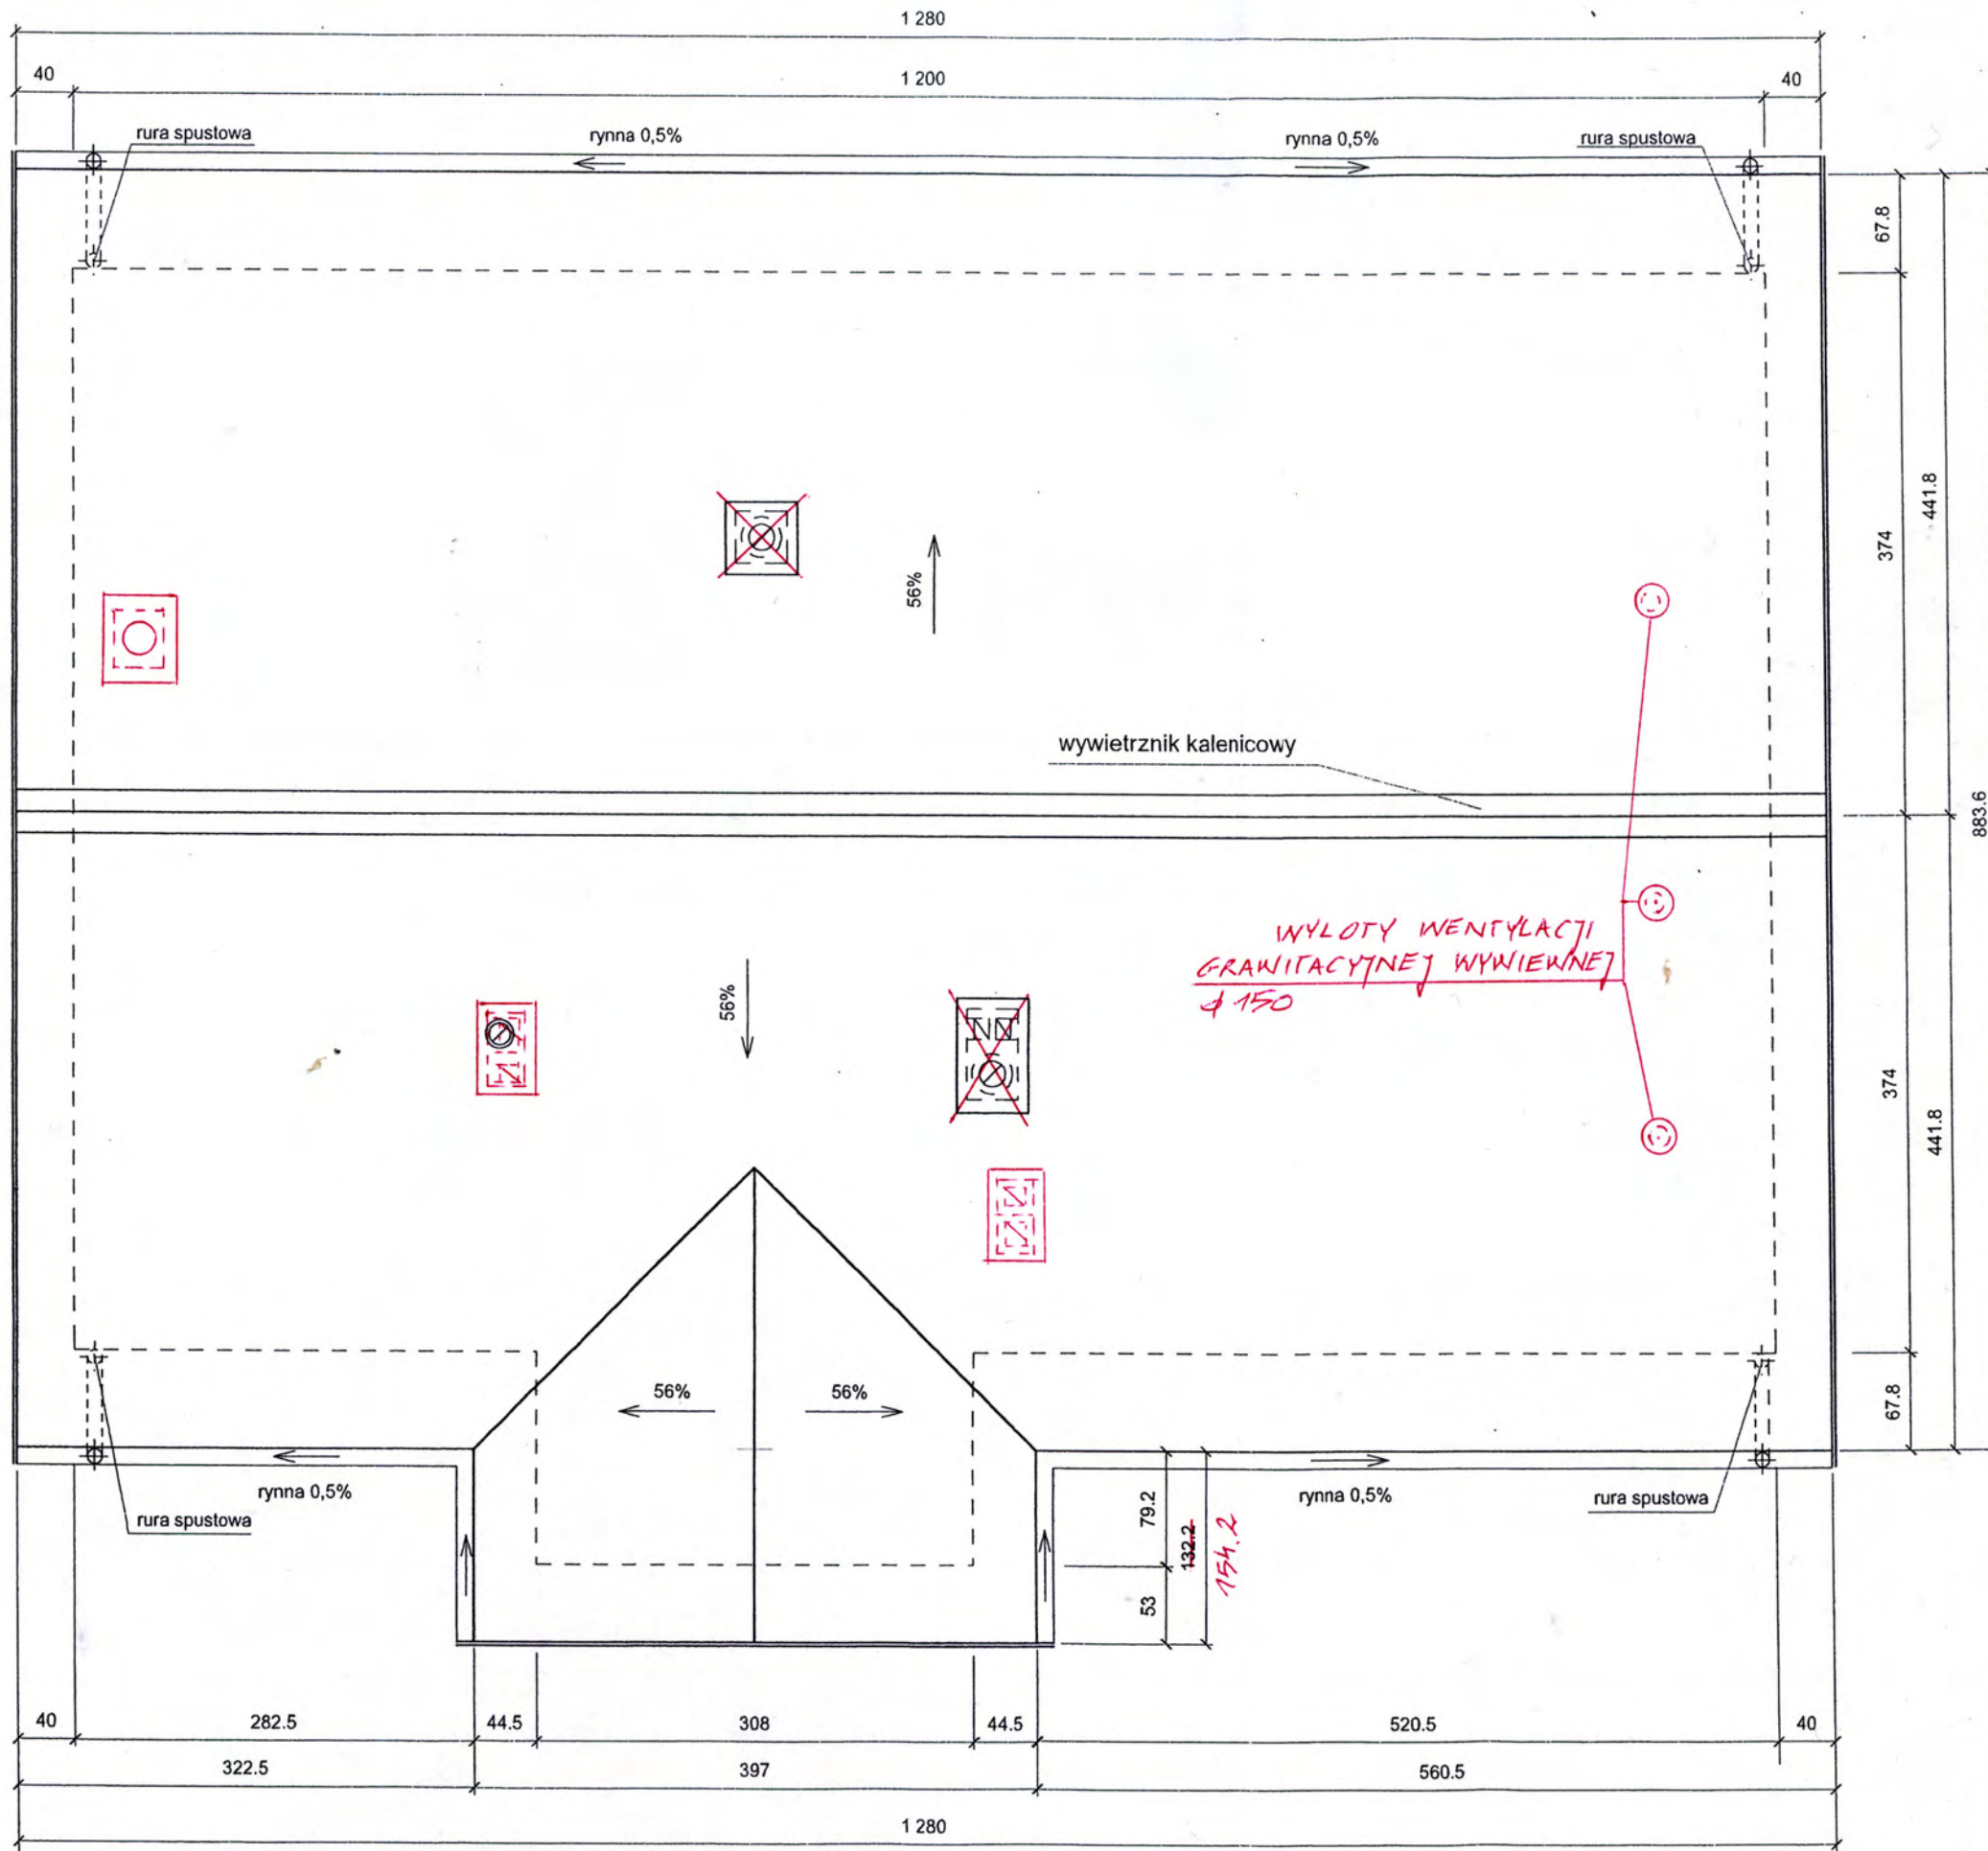 1 280
40
1 200
40
rura spustowa
rynna 0,5%
rynna 0,5%
rura spustowa
67.8
441.8
374
56%
wywietrznik kalenicowy
883.6
WYLOTY WENTYLACJI
GRAWITACYJNEJ WYWIEWNEJ
ϕ 150
56%
374
441.8
56%
56%
67.8
rynna 0,5%
rura spustowa
79.2
132.2
154.2
53
rynna 0,5%
rura spustowa
40
282.5
44.5
308
44.5
520.5
40
322.5
397
560.5
1 280